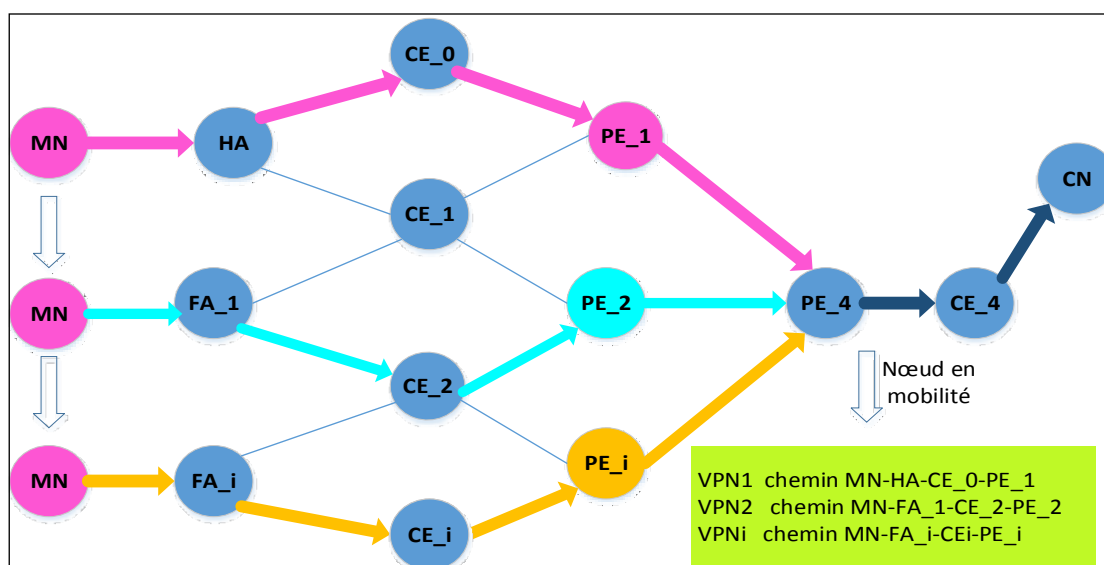 CE_0
MN
HA
PE_1
CN
CE_1
MN
FA_1
PE_2
PE_4
CE_4
CE_2
Nœud en
mobilité
MN
FA_i
PE_i
CE_i
VPN1 chemin MN-HA-CE_0-PE_1
VPN2 chemin MN-FA_1-CE_2-PE_2
VPNi chemin MN-FA_i-CEi-PE_i